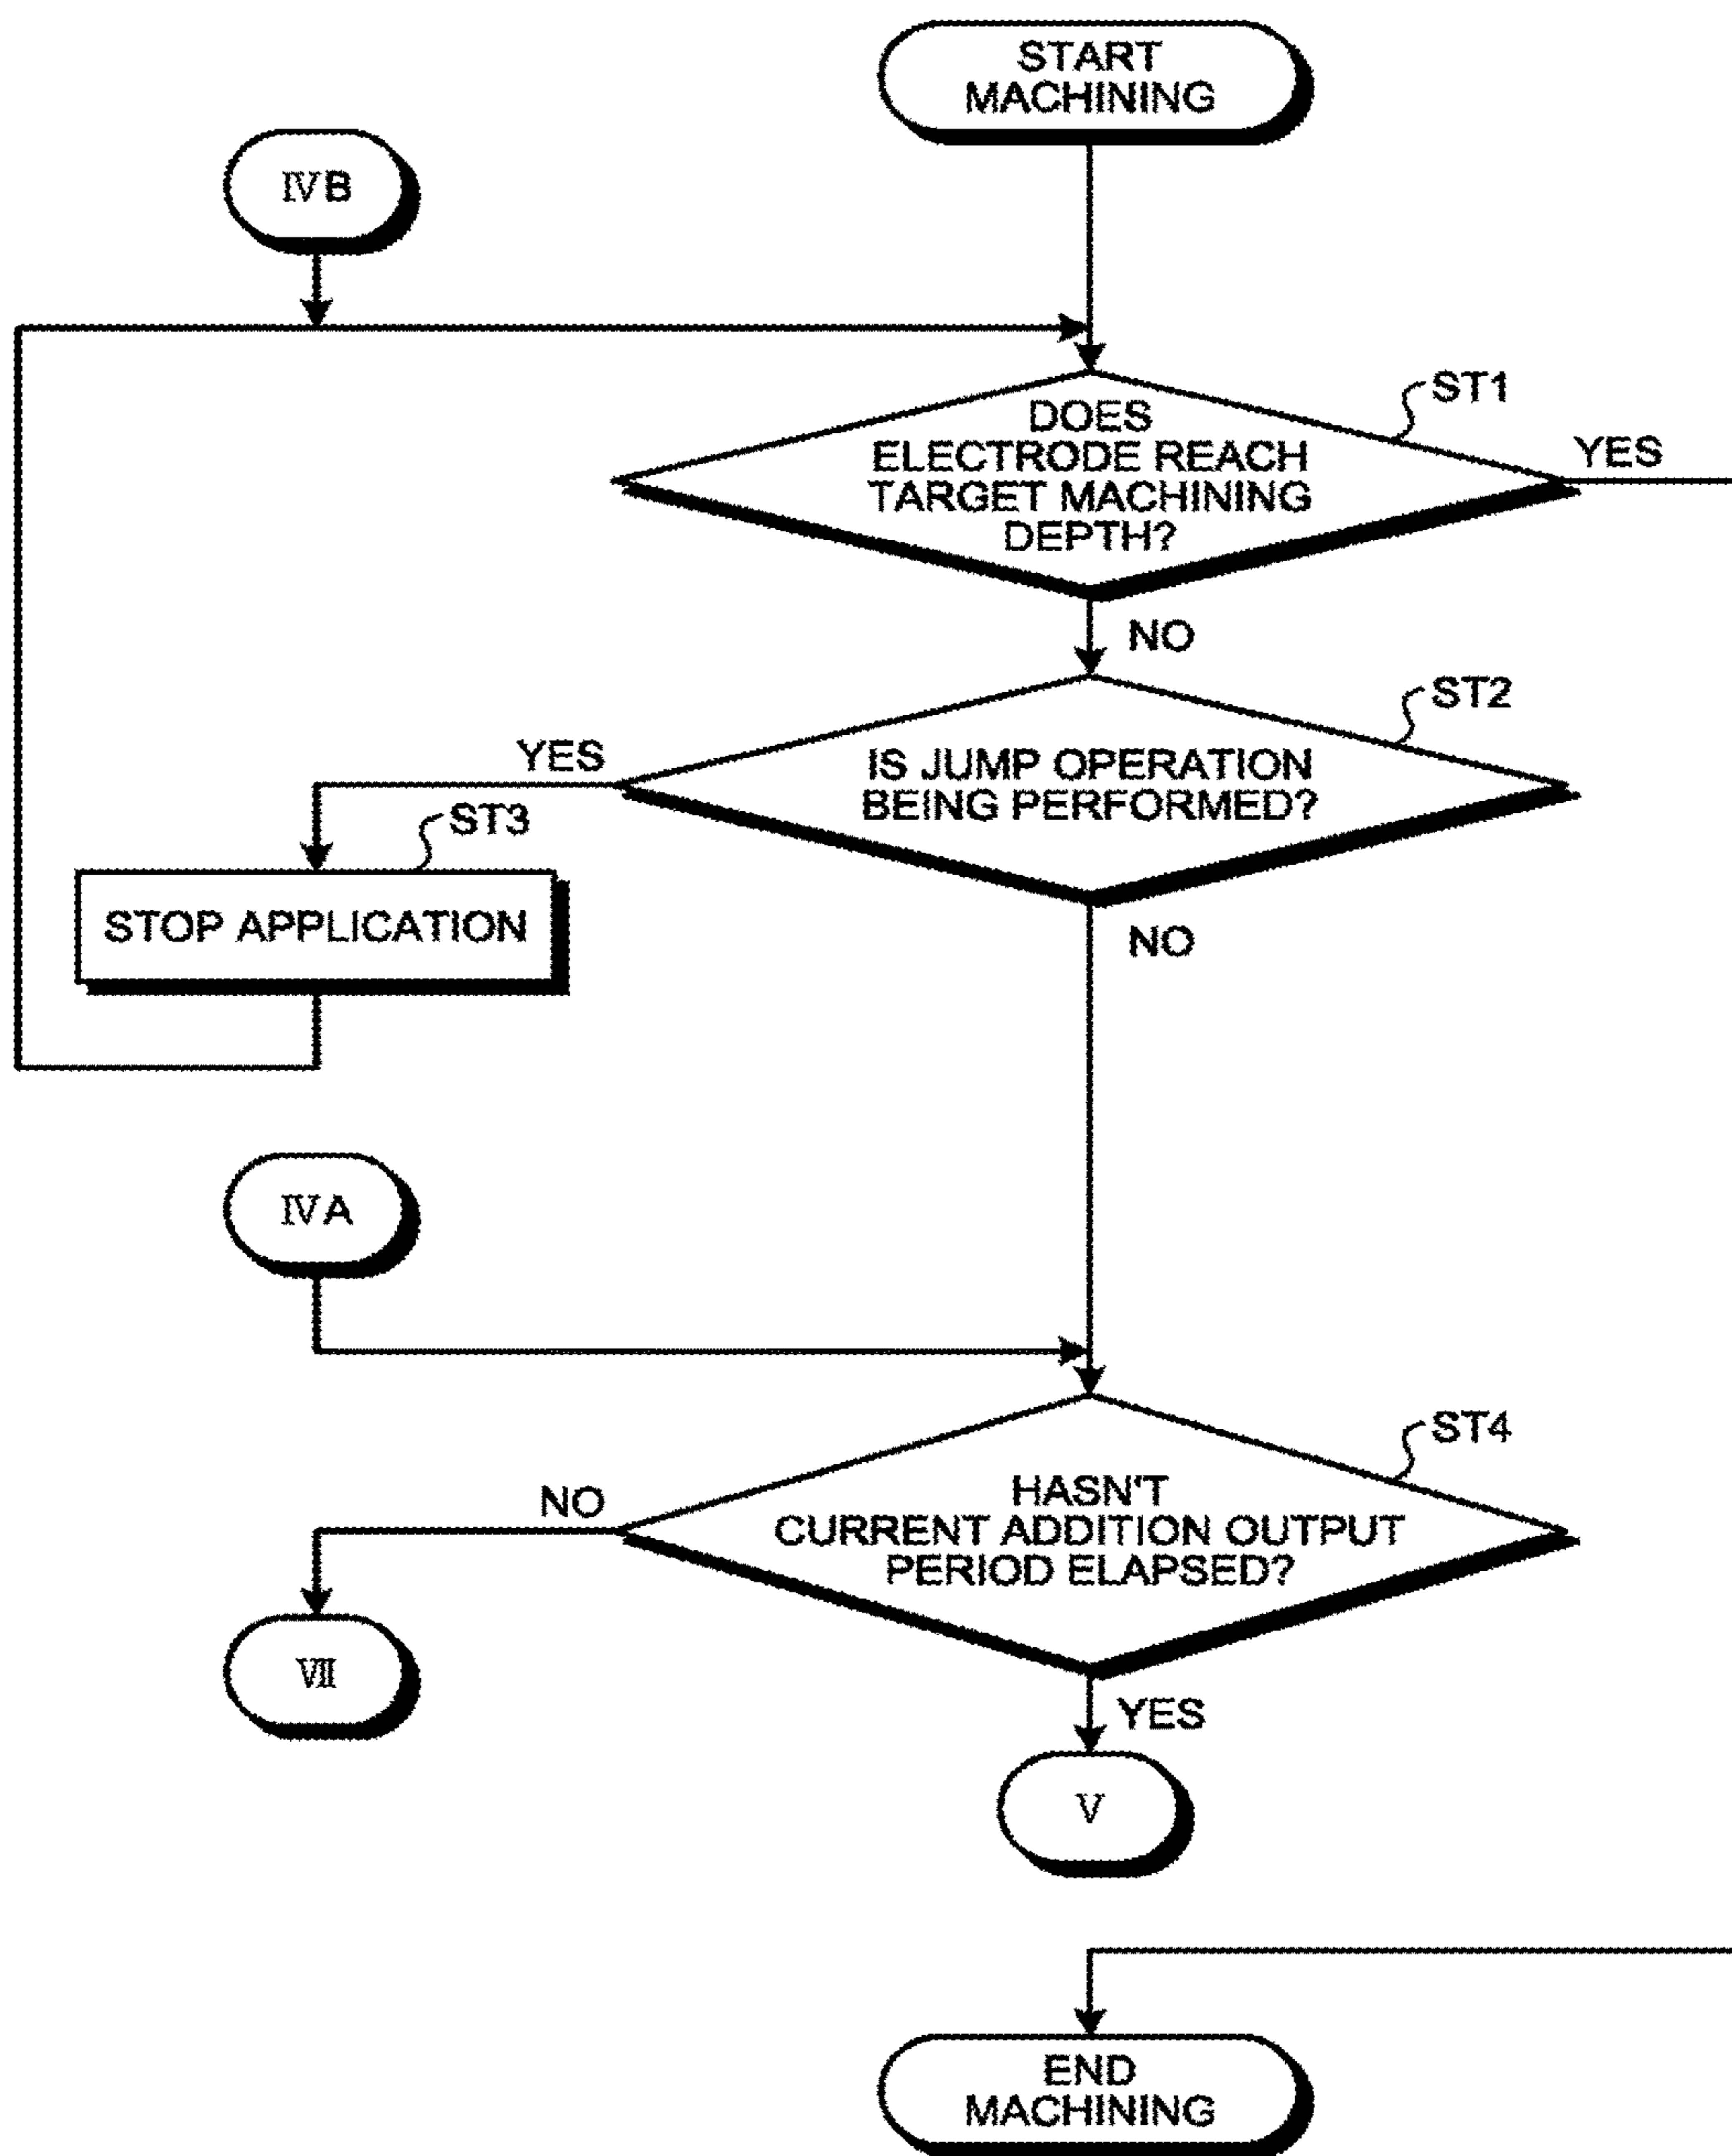 START
MACHINING
ⅣB
ST1
DOES
ELECTRODE REACH
TARGET MACHINING
DEPTH?
YES
NO
ST2
IS JUMP OPERATION
BEING PERFORMED?
YES
ST3
STOP APPLICATION
NO
ⅣA
ST4
HASN'T
CURRENT ADDITION OUTPUT
PERIOD ELAPSED?
NO
Ⅶ
YES
Ⅴ
END
MACHINING